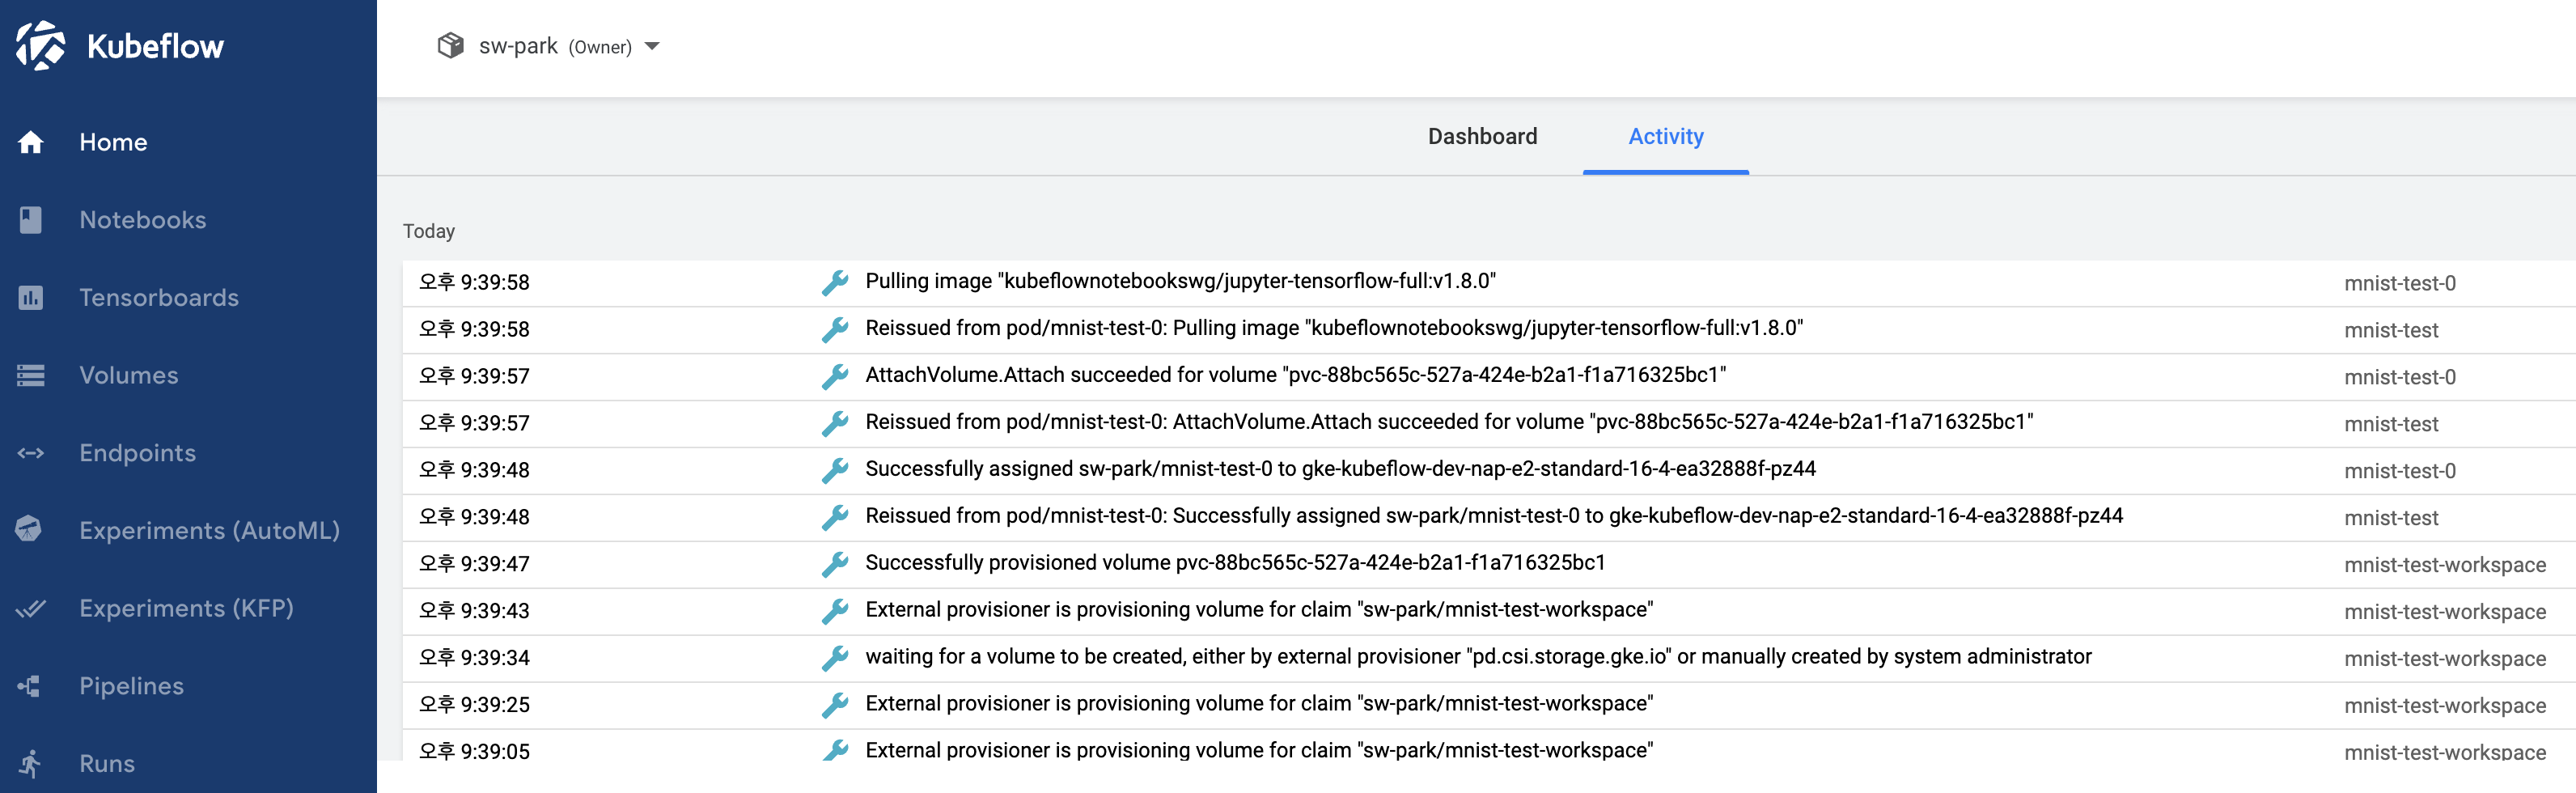 Kubeflow
sw-park (Owner)
Home
Notebooks
Tensorboards
Volumes
Endpoints
Experiments (AutoML)
Experiments (KFP)
Pipelines
Runs
Dashboard Activity
Today
오후 9:39:58 Pulling image "kubeflownotebookswg/jupyter-tensorflow-full:v1.8.0" mnist-test-0
오후 9:39:58 Reissued from pod/mnist-test-0: Pulling image "kubeflownotebookswg/jupyter-tensorflow-full:v1.8.0" mnist-test
오후 9:39:57 AttachVolume.Attach succeeded for volume "pvc-88bc565c-527a-424e-b2a1-f1a716325bc1" mnist-test-0
오후 9:39:57 Reissued from pod/mnist-test-0: AttachVolume.Attach succeeded for volume "pvc-88bc565c-527a-424e-b2a1-f1a716325bc1" mnist-test
오후 9:39:48 Successfully assigned sw-park/mnist-test-0 to gke-kubeflow-dev-nap-e2-standard-16-4-ea32888f-pz44 mnist-test-0
오후 9:39:48 Reissued from pod/mnist-test-0: Successfully assigned sw-park/mnist-test-0 to gke-kubeflow-dev-nap-e2-standard-16-4-ea32888f-pz44 mnist-test
오후 9:39:47 Successfully provisioned volume pvc-88bc565c-527a-424e-b2a1-f1a716325bc1 mnist-test-workspace
오후 9:39:43 External provisioner is provisioning volume for claim "sw-park/mnist-test-workspace" mnist-test-workspace
오후 9:39:34 waiting for a volume to be created, either by external provisioner "pd.csi.storage.gke.io" or manually created by system administrator mnist-test-workspace
오후 9:39:25 External provisioner is provisioning volume for claim "sw-park/mnist-test-workspace" mnist-test-workspace
오후 9:39:05 External provisioner is provisioning volume for claim "sw-park/mnist-test-workspace" mnist-test-workspace